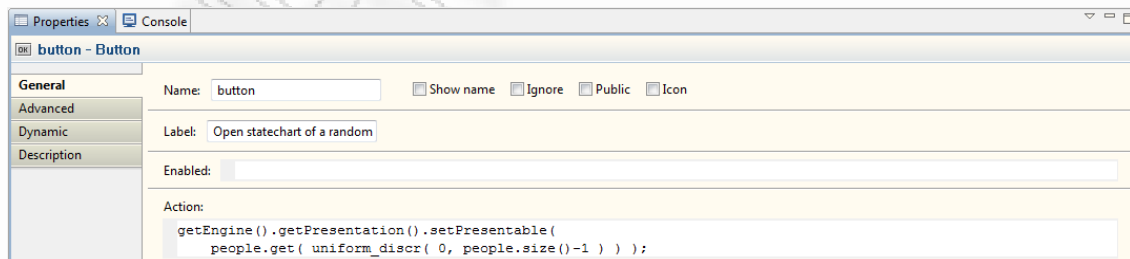 Properties Console
OK button - Button
General
Name: button Show name Ignore Public Icon
Advanced
Dynamic
Label: Open statechart of a random
Description
Enabled:
Action:
getEngine().getPresentation().setPresentable(
people.get( uniform_discr( 0, people.size()-1 ) ) );